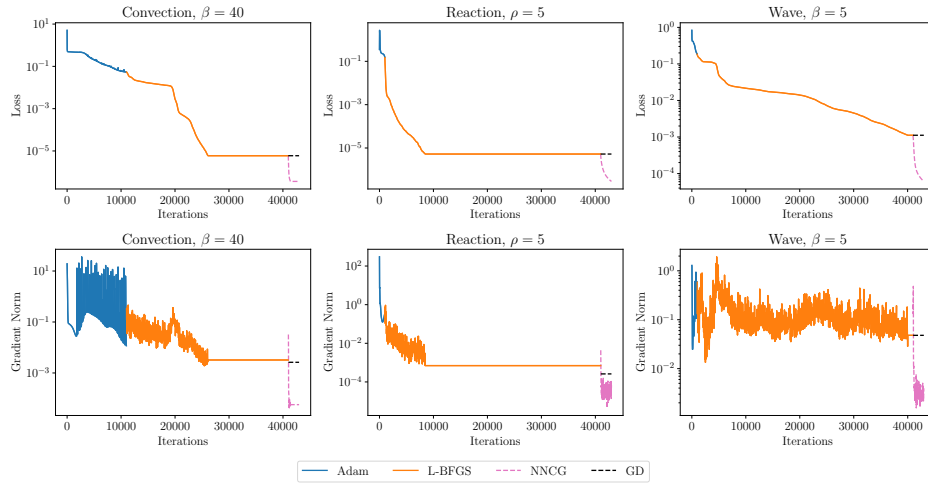 Convection, β = 40
Reaction, ρ = 5
Wave, β = 5
Loss
10^1
10^-1
10^-3
10^-5
0 10000 20000 30000 40000
Iterations
Loss
10^1
10^-1
10^-3
10^-5
0 10000 20000 30000 40000
Iterations
Loss
10^0
10^-1
10^-2
10^-3
10^-4
0 10000 20000 30000 40000
Iterations
Convection, β = 40
Reaction, ρ = 5
Wave, β = 5
Gradient Norm
10^1
10^-1
10^-3
0 10000 20000 30000 40000
Iterations
Gradient Norm
10^2
10^0
10^-2
10^-4
0 10000 20000 30000 40000
Iterations
Gradient Norm
10^0
10^-1
10^-2
0 10000 20000 30000 40000
Iterations
Adam L-BFGS NNCG GD